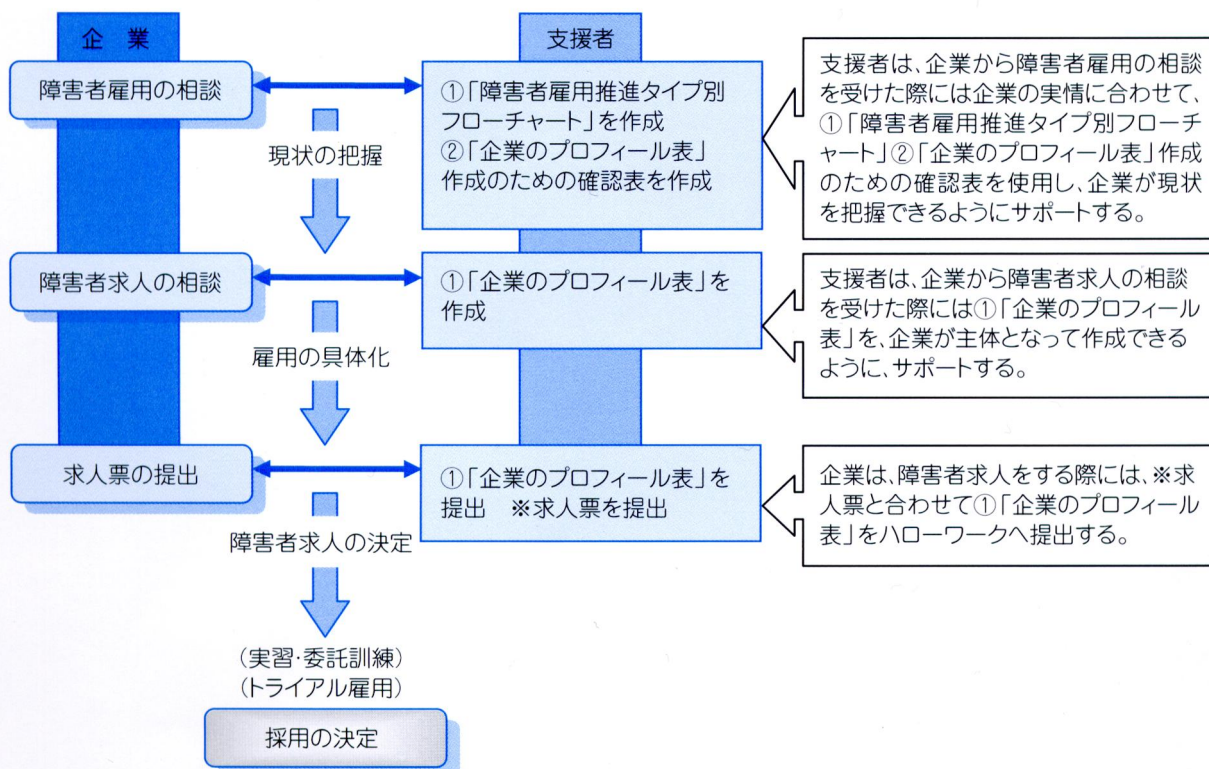 企 業
支援者
障害者雇用の相談
①「障害者雇用推進タイプ別
フローチャート」を作成
②「企業のプロフィール表」
作成のための確認表を作成
支援者は、企業から障害者雇用の相談
を受けた際には企業の実情に合わせて、
①「障害者雇用推進タイプ別フローチ
ャート」②「企業のプロフィール表」作成
のための確認表を使用し、企業が現状
を把握できるようにサポートする。
現状の把握
障害者求人の相談
①「企業のプロフィール表」を
作成
支援者は、企業から障害者求人の相談
を受けた際には①「企業のプロフィール
表」を、企業が主体となって作成できる
ように、サポートする。
雇用の具体化
求人票の提出
①「企業のプロフィール表」を
提出 ※求人票を提出
企業は、障害者求人をする際には、※求
人票と合わせて①「企業のプロフィール
表」をハローワークへ提出する。
障害者求人の決定
(実習・委託訓練)
(トライアル雇用)
採用の決定